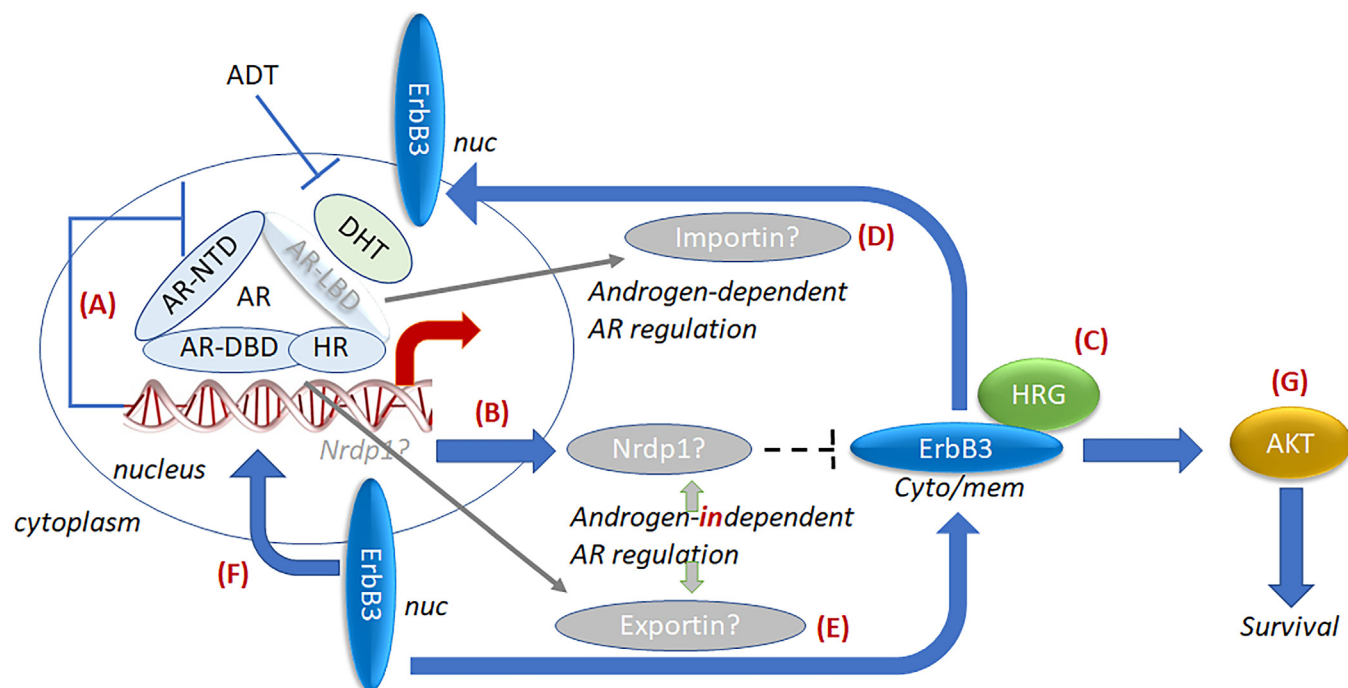 ADT
ErbB3
nuc
DHT
AR-NTD
AR-LBD
AR
(A)
AR-DBD
HR
Importin?
(D)
Androgen-dependent
AR regulation
(C)
HRG
(G)
AKT
(B)
Nrdp1?
Nrdp1?
ErbB3
Cyto/mem
nucleus
cytoplasm
Androgen-independent
AR regulation
(F)
ErbB3
nuc
Exportin?
(E)
Survival